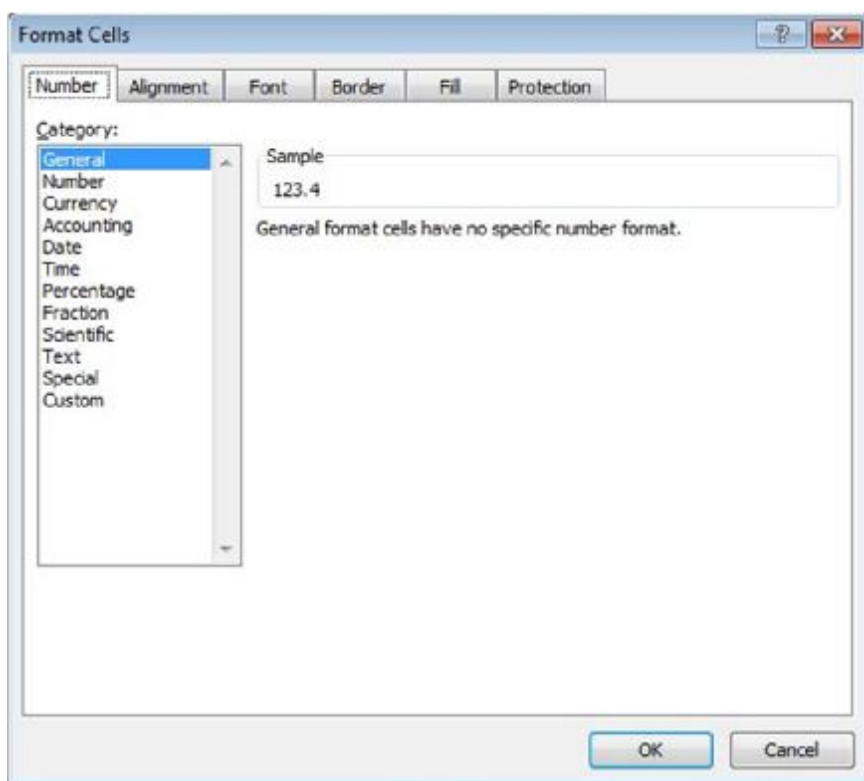 Format Cells
Number Alignment Font Border Fill Protection
Category:
General
Number
Currency
Accounting
Date
Time
Percentage
Fraction
Scientific
Text
Special
Custom
Sample
123.4
General format cells have no specific number format.
OK Cancel